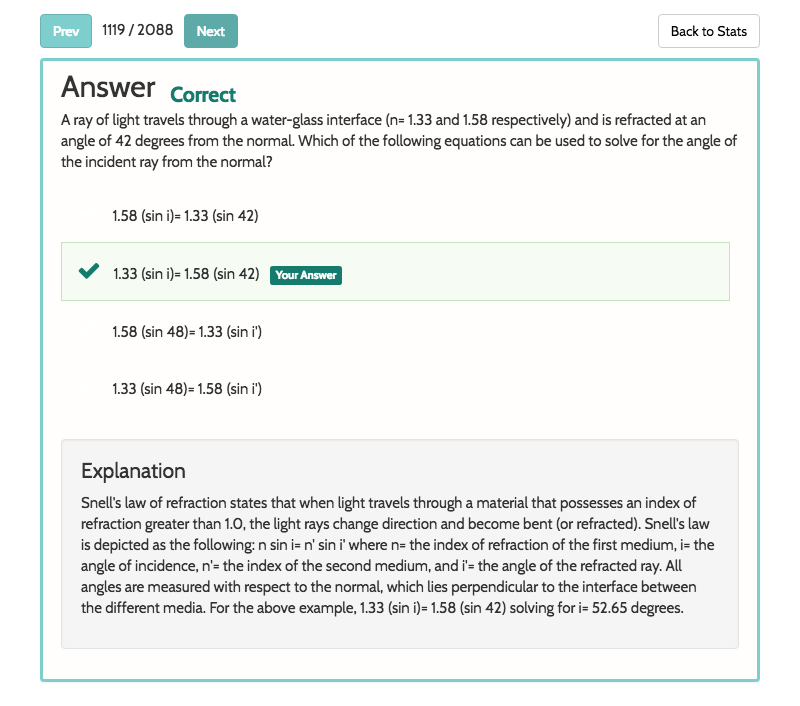 Prev 1119 / 2088 Next Back to Stats
Answer Correct
A ray of light travels through a water-glass interface (n= 1.33 and 1.58 respectively) and is refracted at an
angle of 42 degrees from the normal. Which of the following equations can be used to solve for the angle of
the incident ray from the normal?
1.58 (sin i)= 1.33 (sin 42)
1.33 (sin i)= 1.58 (sin 42) Your Answer
1.58 (sin 48)= 1.33 (sin i')
1.33 (sin 48)= 1.58 (sin i')
Explanation
Snell's law of refraction states that when light travels through a material that possesses an index of
refraction greater than 1.0, the light rays change direction and become bent (or refracted). Snell's law
is depicted as the following: n sin i= n' sin i' where n= the index of refraction of the first medium, i= the
angle of incidence, n'= the index of the second medium, and i'= the angle of the refracted ray. All
angles are measured with respect to the normal, which lies perpendicular to the interface between
the different media. For the above example, 1.33 (sin i)= 1.58 (sin 42) solving for i= 52.65 degrees.